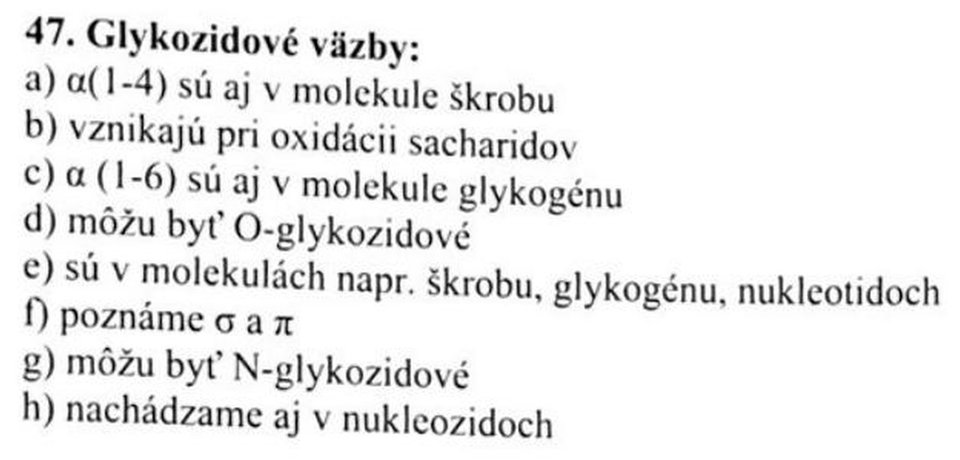 47. Glykozidové väzby:
a) α(1-4) sú aj v molekule škrobu
b) vznikajú pri oxidácii sacharidov
c) α (1-6) sú aj v molekule glykogénu
d) môžu byť O-glykozidové
e) sú v molekulách napr. škrobu, glykogénu, nukleotidoch
f) poznáme σ a π
g) môžu byť N-glykozidové
h) nachádzame aj v nukleozidoch